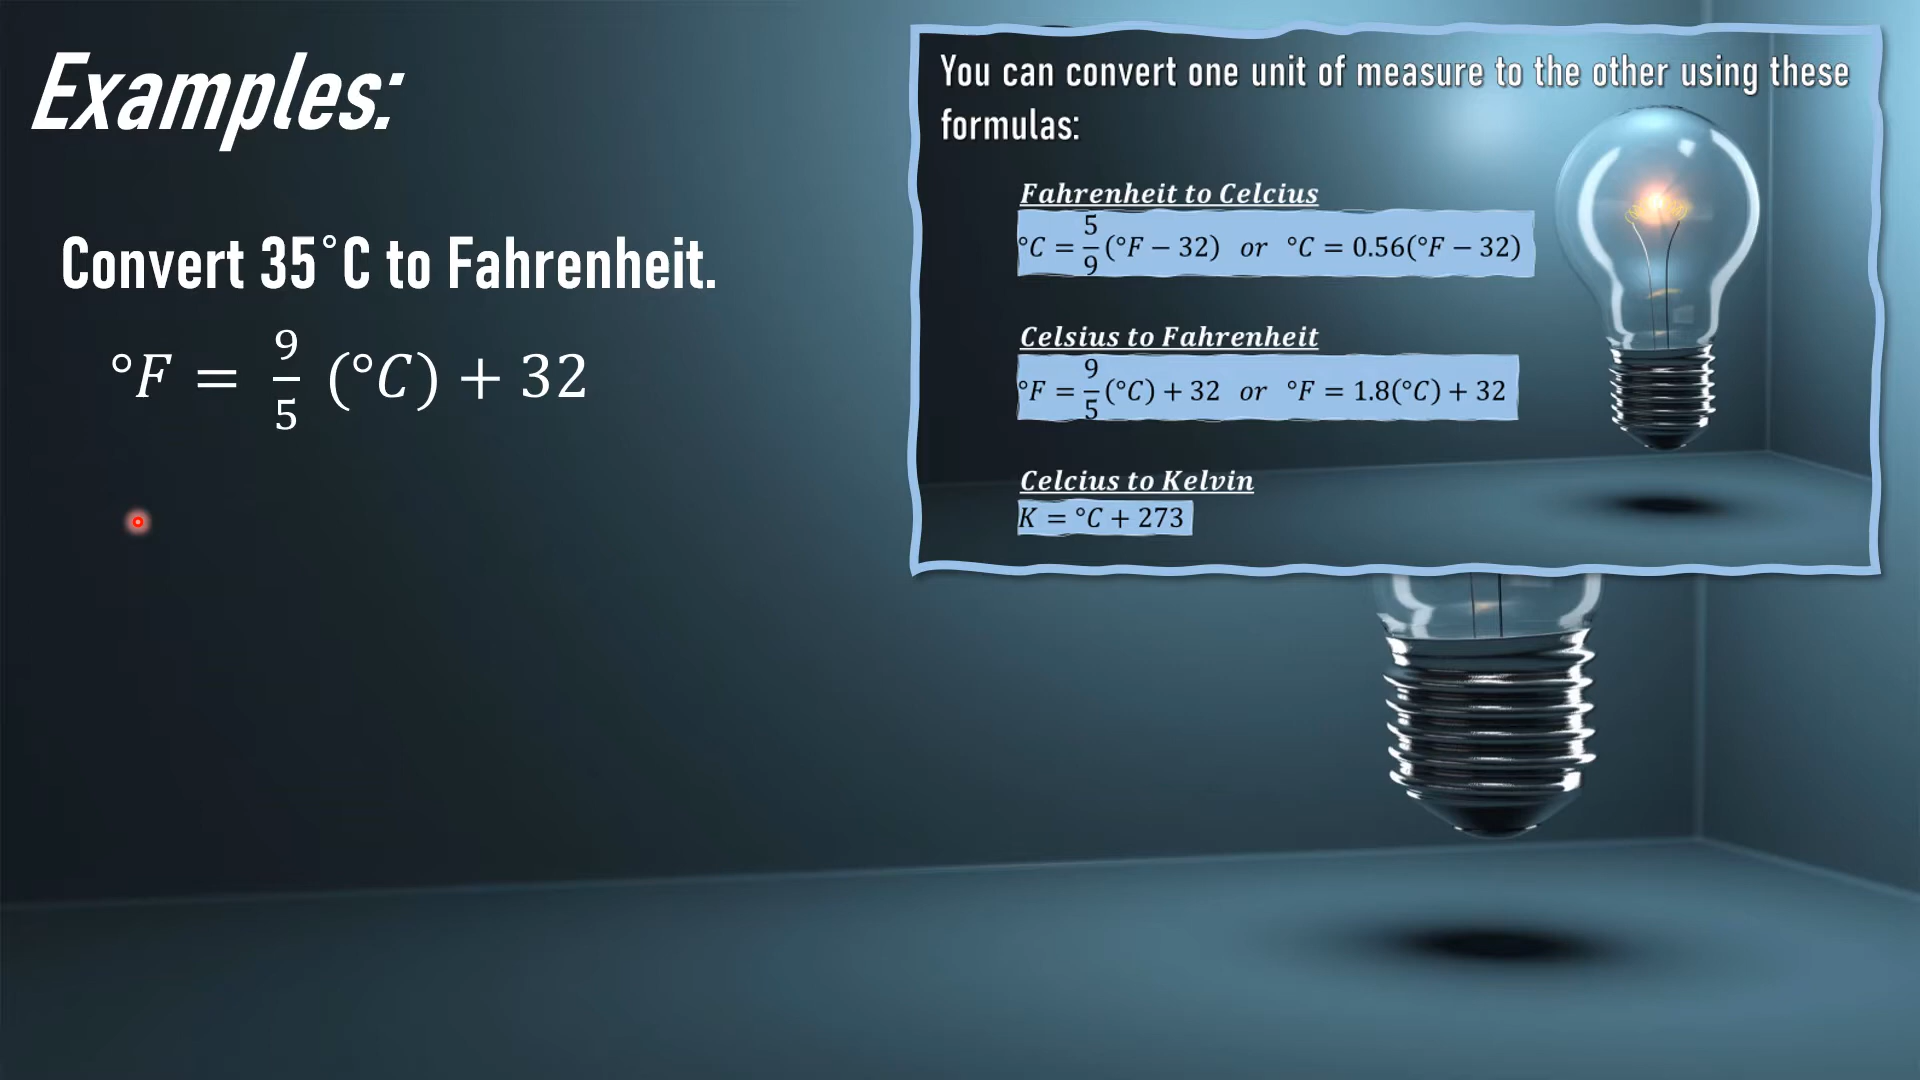 Examples:
Convert 35°C to Fahrenheit.
°F = 9/5 (°C) + 32
You can convert one unit of measure to the other using these
formulas:
Fahrenheit to Celcius
°C = 5/9 (°F − 32) or °C = 0.56(°F − 32)
Celsius to Fahrenheit
°F = 9/5 (°C) + 32 or °F = 1.8(°C) + 32
Celcius to Kelvin
K = °C + 273